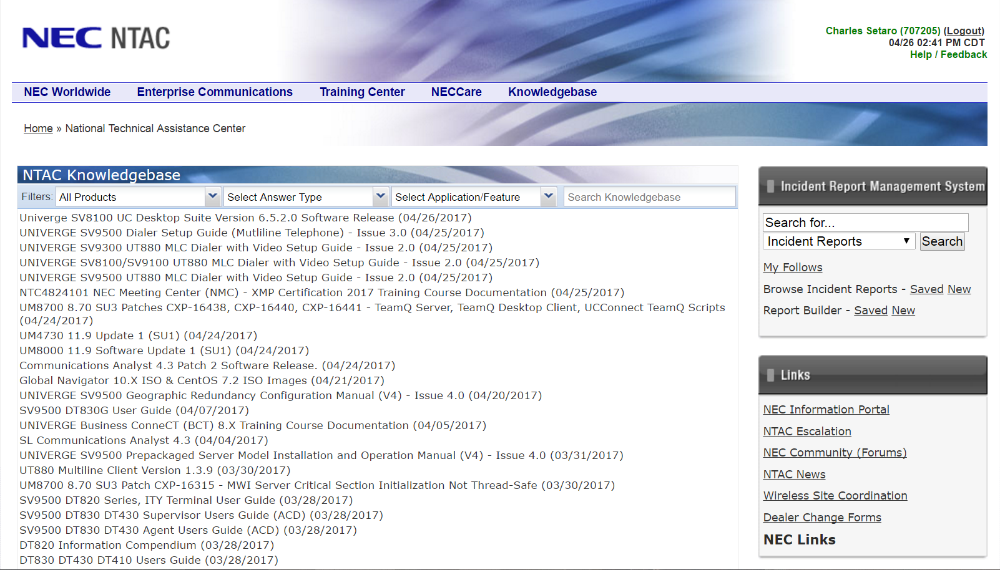 NEC NTAC
Charles Setaro (707205) (Logout)
04/26 02:41 PM CDT
Help / Feedback
NEC Worldwide Enterprise Communications Training Center NECCare Knowledgebase
Home » National Technical Assistance Center
NTAC Knowledgebase
Filters: All Products Select Answer Type Select Application/Feature Search Knowledgebase
Univerge SV8100 UC Desktop Suite Version 6.5.2.0 Software Release (04/26/2017)
UNIVERGE SV9500 Dialer Setup Guide (Mutliline Telephone) - Issue 3.0 (04/25/2017)
UNIVERGE SV9300 UT880 MLC Dialer with Video Setup Guide - Issue 2.0 (04/25/2017)
UNIVERGE SV8100/SV9100 UT880 MLC Dialer with Video Setup Guide - Issue 2.0 (04/25/2017)
UNIVERGE SV9500 UT880 MLC Dialer with Video Setup Guide - Issue 2.0 (04/25/2017)
NTC4824101 NEC Meeting Center (NMC) - XMP Certification 2017 Training Course Documentation (04/25/2017)
UM8700 8.70 SU3 Patches CXP-16438, CXP-16440, CXP-16441 - TeamQ Server, TeamQ Desktop Client, UCConnect TeamQ Scripts
(04/24/2017)
UM4730 11.9 Update 1 (SU1) (04/24/2017)
UM8000 11.9 Software Update 1 (SU1) (04/24/2017)
Communications Analyst 4.3 Patch 2 Software Release. (04/24/2017)
Global Navigator 10.X ISO & CentOS 7.2 ISO Images (04/21/2017)
UNIVERGE SV9500 Geographic Redundancy Configuration Manual (V4) - Issue 4.0 (04/20/2017)
SV9500 DT830G User Guide (04/07/2017)
UNIVERGE Business ConneCT (BCT) 8.X Training Course Documentation (04/05/2017)
SL Communications Analyst 4.3 (04/04/2017)
UNIVERGE SV9500 Prepackaged Server Model Installation and Operation Manual (V4) - Issue 4.0 (03/31/2017)
UT880 Multiline Client Version 1.3.9 (03/30/2017)
UM8700 8.70 SU3 Patch CXP-16315 - MWI Server Critical Section Initialization Not Thread-Safe (03/30/2017)
SV9500 DT820 Series, ITY Terminal User Guide (03/28/2017)
SV9500 DT830 DT430 Supervisor Users Guide (ACD) (03/28/2017)
SV9500 DT830 DT430 Agent Users Guide (ACD) (03/28/2017)
DT820 Information Compendium (03/28/2017)
DT830 DT430 DT410 Users Guide (03/28/2017)
Incident Report Management System
Search for...
Incident Reports Search
My Follows
Browse Incident Reports - Saved New
Report Builder - Saved New
Links
NEC Information Portal
NTAC Escalation
NEC Community (Forums)
NTAC News
Wireless Site Coordination
Dealer Change Forms
NEC Links